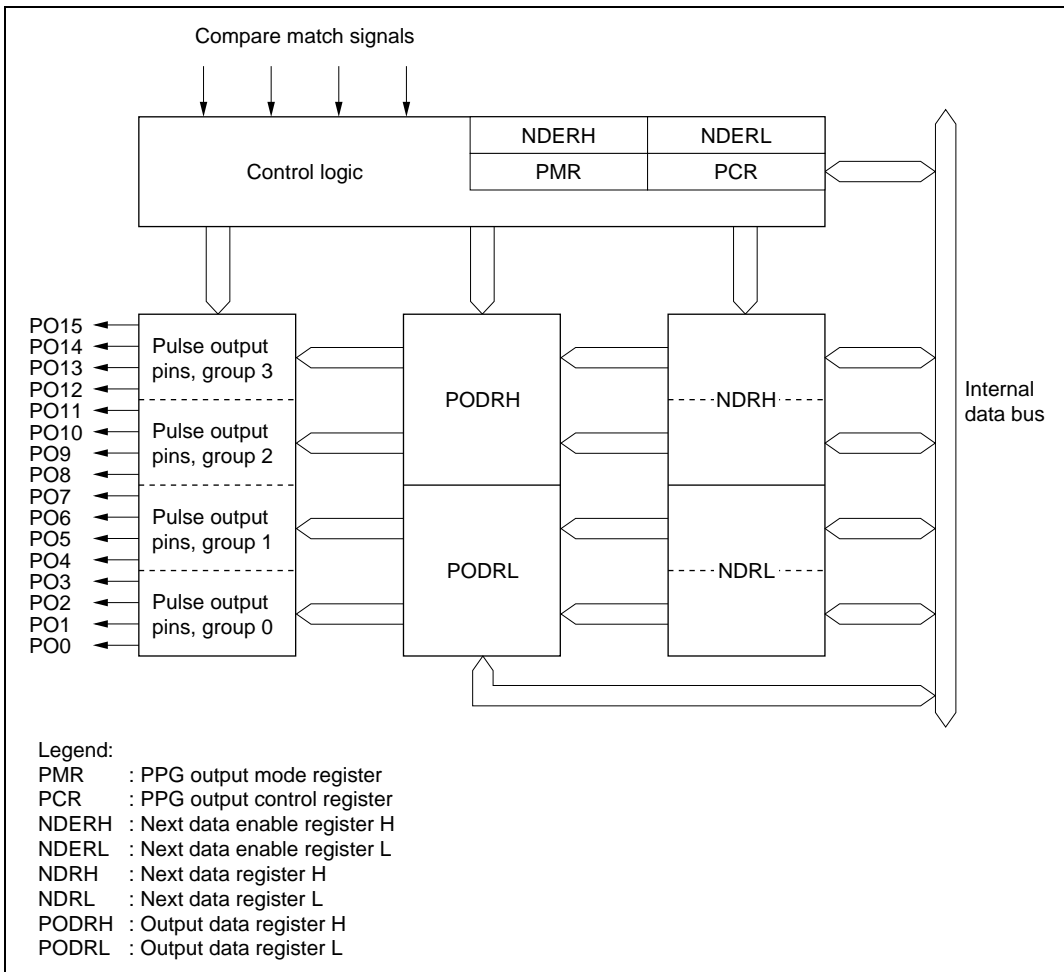 Compare match signals
Control logic
NDERH
NDERL
PMR
PCR
PO15
PO14
PO13
PO12
PO11
PO10
PO9
PO8
PO7
PO6
PO5
PO4
PO3
PO2
PO1
PO0
Pulse output
pins, group 3
Pulse output
pins, group 2
Pulse output
pins, group 1
Pulse output
pins, group 0
PODRH
PODRL
NDRH
NDRL
Internal
data bus
Legend:
PMR : PPG output mode register
PCR : PPG output control register
NDERH : Next data enable register H
NDERL : Next data enable register L
NDRH : Next data register H
NDRL : Next data register L
PODRH : Output data register H
PODRL : Output data register L